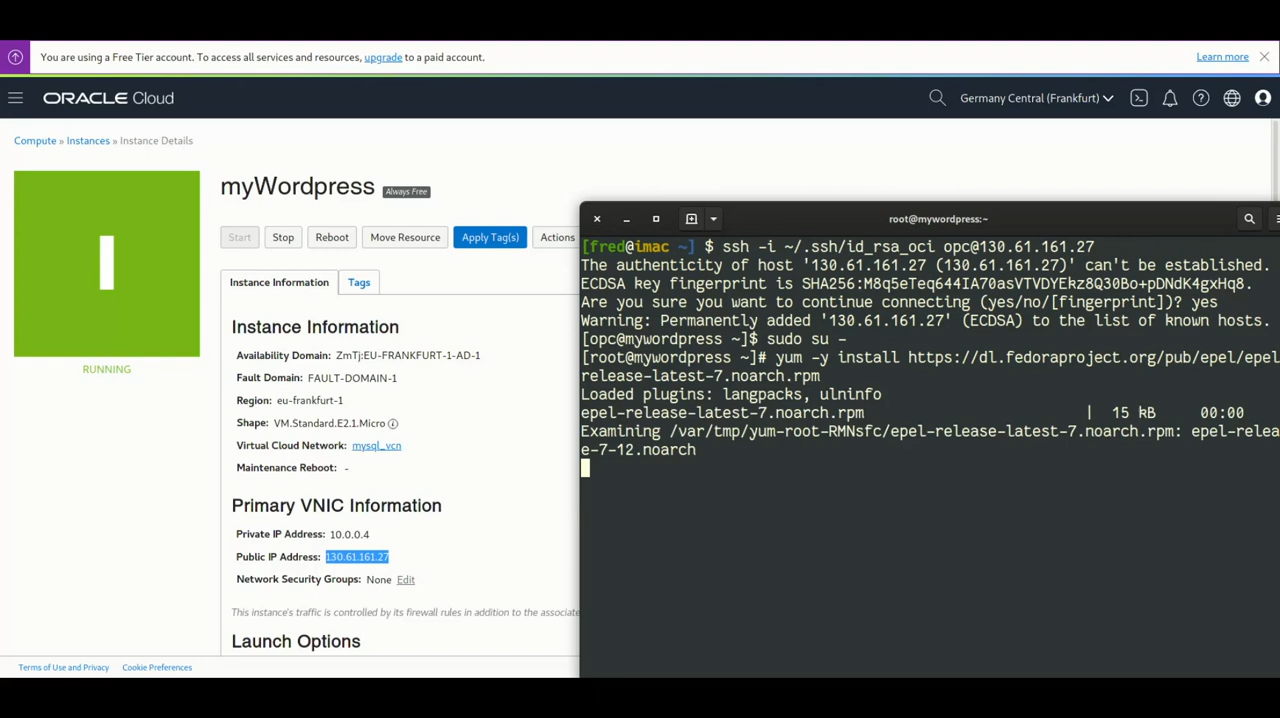 You are using a Free Tier account. To access all services and resources, upgrade to a paid account.
Learn more
ORACLE Cloud
Germany Central (Frankfurt)
Compute » Instances » Instance Details
I
RUNNING
myWordpress
Always Free
Start
Stop
Reboot
Move Resource
Apply Tag(s)
Actions
Instance Information
Tags
Instance Information
Availability Domain: ZmTj:EU-FRANKFURT-1-AD-1
Fault Domain: FAULT-DOMAIN-1
Region: eu-frankfurt-1
Shape: VM.Standard.E2.1.Micro
Virtual Cloud Network: mysql_vcn
Maintenance Reboot: -
Primary VNIC Information
Private IP Address: 10.0.0.4
Public IP Address: 130.61.161.27
Network Security Groups: None Edit
This instance's traffic is controlled by its firewall rules in addition to the associate
Launch Options
Terms of Use and Privacy
Cookie Preferences
root@mywordpress:~
[fred@imac ~] $ ssh -i ~/.ssh/id_rsa_oci opc@130.61.161.27
The authenticity of host '130.61.161.27 (130.61.161.27)' can't be established.
ECDSA key fingerprint is SHA256:M8q5eTeq644IA70asVTVDYEkz8Q30Bo+pDNdK4gxHq8.
Are you sure you want to continue connecting (yes/no/[fingerprint])? yes
Warning: Permanently added '130.61.161.27' (ECDSA) to the list of known hosts.
[opc@mywordpress ~]$ sudo su -
[root@mywordpress ~]# yum -y install https://dl.fedoraproject.org/pub/epel/epel
release-latest-7.noarch.rpm
Loaded plugins: langpacks, ulninfo
epel-release-latest-7.noarch.rpm | 15 kB 00:00
Examining /var/tmp/yum-root-RMNsfc/epel-release-latest-7.noarch.rpm: epel-relea
e-7-12.noarch